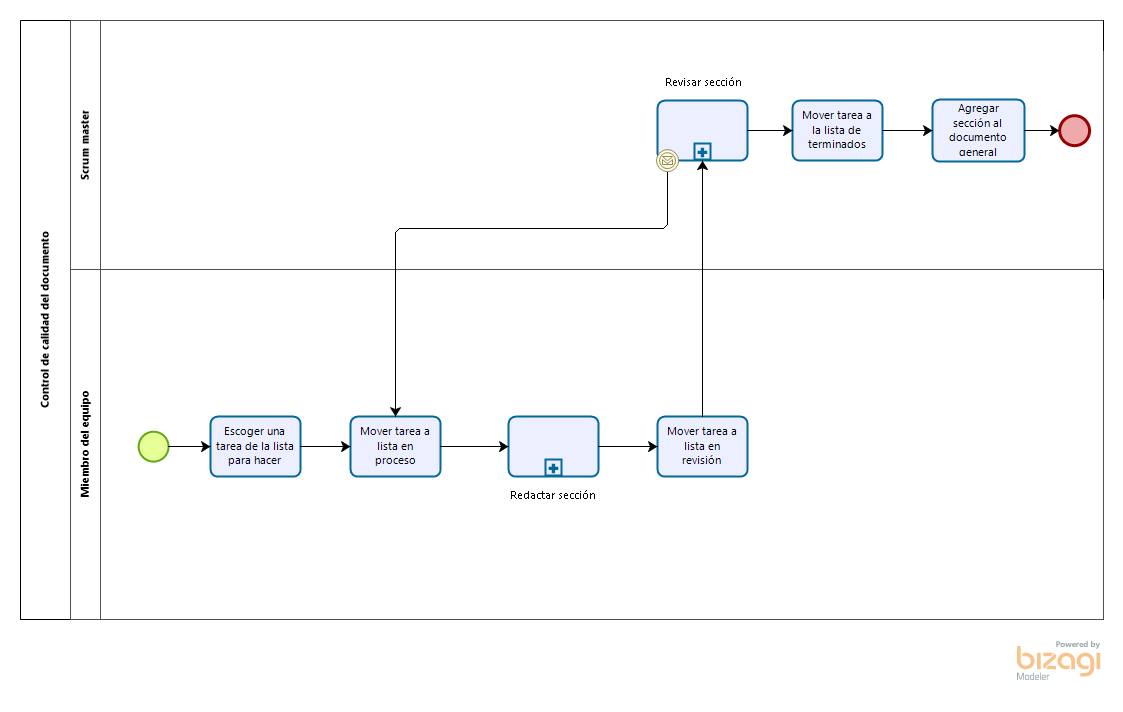 Control de calidad del documento
Scrum master
Revisar sección
Mover tarea a
la lista de
terminados
Agregar
sección al
documento
general
Miembro del equipo
Escoger una
tarea de la lista
para hacer
Mover tarea a
lista en
proceso
Redactar sección
Mover tarea a
lista en
revisión
Powered by
bizagi
Modeler